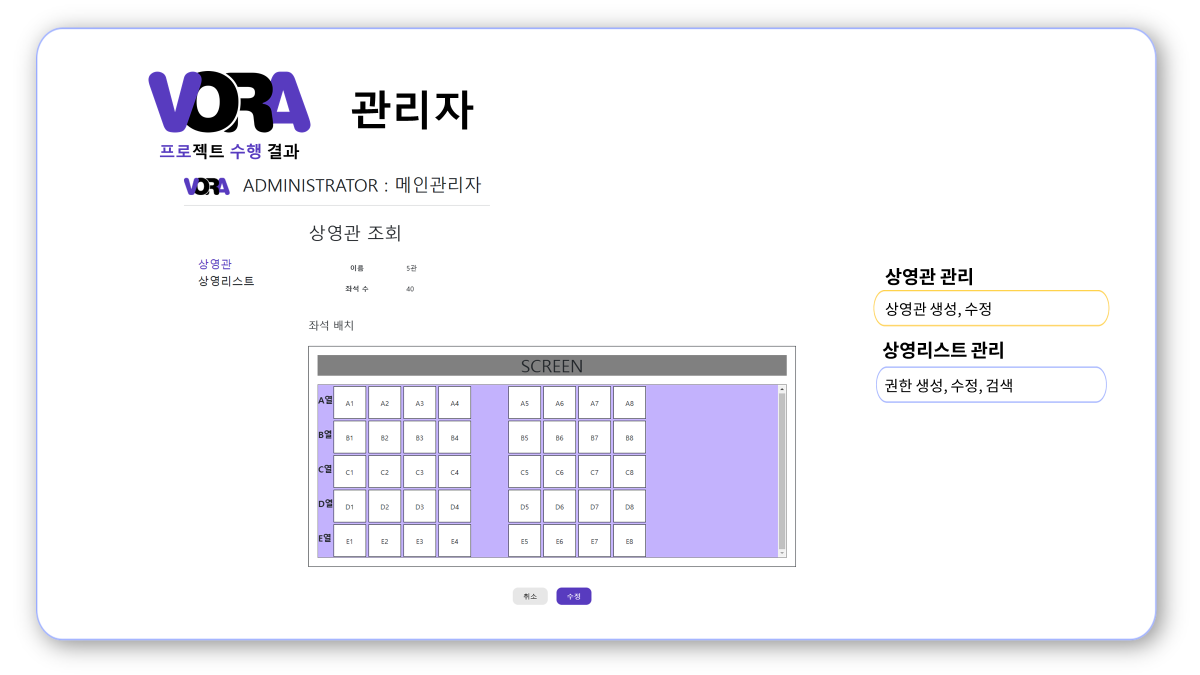 VORA
관리자
프로젝트 수행 결과
VORA ADMINISTRATOR : 메인관리자
상영관 조회
상영관
상영리스트
이름 5관
좌석 수 40
좌석 배치
SCREEN
A열 A1 A2 A3 A4 A5 A6 A7 A8
B열 B1 B2 B3 B4 B5 B6 B7 B8
C열 C1 C2 C3 C4 C5 C6 C7 C8
D열 D1 D2 D3 D4 D5 D6 D7 D8
E열 E1 E2 E3 E4 E5 E6 E7 E8
취소 수정
상영관 관리
상영관 생성, 수정
상영리스트 관리
권한 생성, 수정, 검색